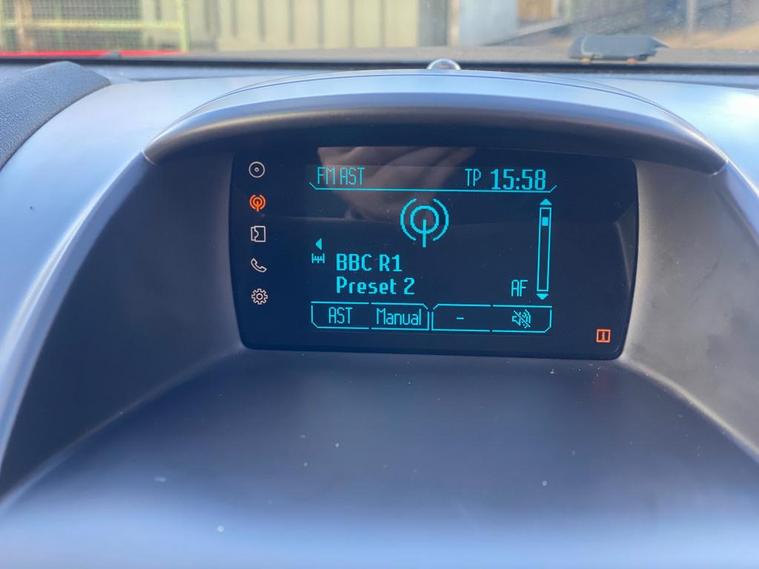 FM AST TP 15:58
BBC R1
Preset 2 AF
AST Manual -